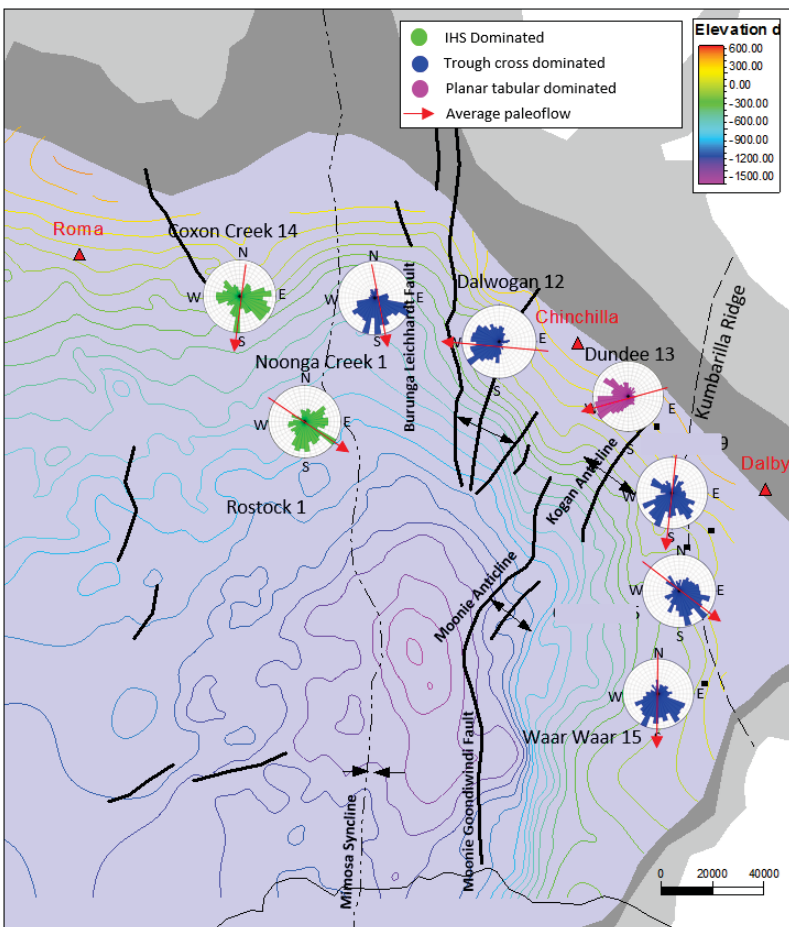 IHS Dominated
Trough cross dominated
Planar tabular dominated
Average paleoflow
Elevation d
600.00
300.00
0.00
-300.00
-600.00
-900.00
-1200.00
-1500.00
Roma
Coxon Creek 14
N
W
E
S
N
W
E
S
Burunga Leichhardt Fault
Dalwogan 12
E
S
Chinchilla
Dundee 13
E
S
Kumbarilla Ridge
Noonga Creek 1
N
W
E
S
Rostock 1
Kogan Anticline
9
Dalby
W
E
S
Moonie Anticline
N
W
E
S
N
W
E
Waar Waar 15
Mimosa Syncline
Moonie Goondiwindi Fault
0
20000
40000